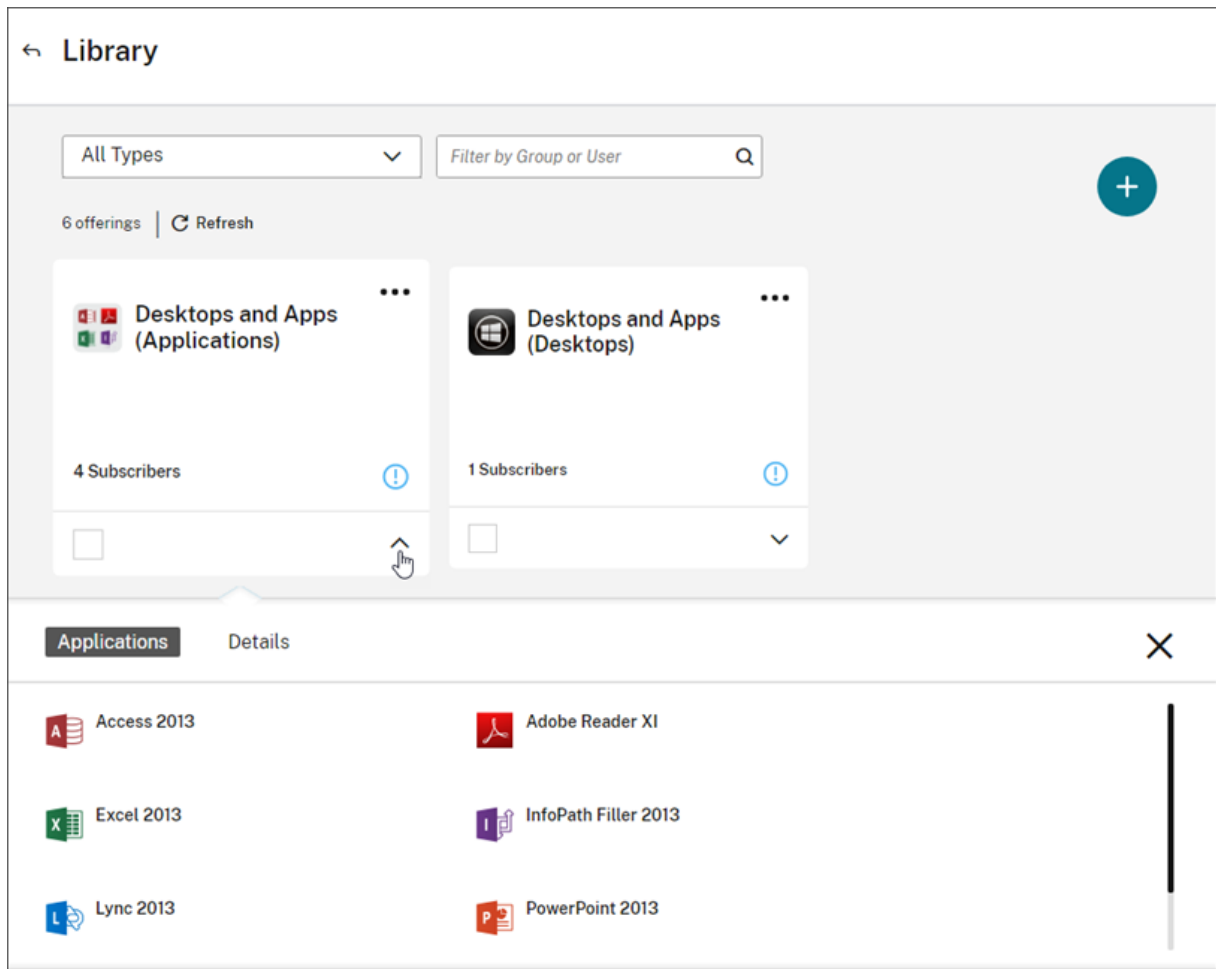 Library
All Types
Filter by Group or User
6 offerings
Refresh
Desktops and Apps
(Applications)
4 Subscribers
Desktops and Apps
(Desktops)
1 Subscribers
Applications
Details
Access 2013
Adobe Reader XI
Excel 2013
InfoPath Filler 2013
Lync 2013
PowerPoint 2013